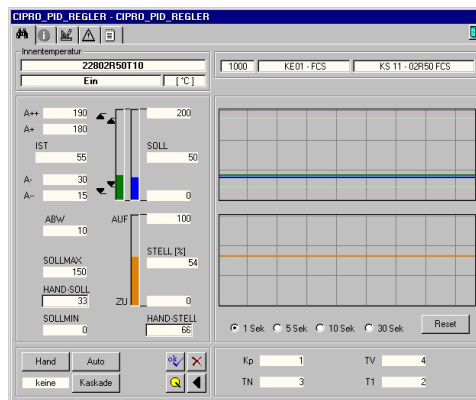 CIPRO_PID_REGLER - CIPRO_PID_REGLER
Innentemperatur
22802R50T10
Ein [°C]
1000 KE01 - FCS KS 11 - 02R50 FCS
A++ 190 200
A+ 180
IST SOLL
55 50
A- 30
A-- 15 0
ABW AUF 100
10
STELL [%]
SOLLMAX 54
150
HAND-SOLL
33 ZU 0
SOLLMIN HAND-STELL
0 66
1 Sek 5 Sek 10 Sek 30 Sek Reset
Hand Auto ok
keine Kaskade
Kp 1 TV 4
TN 3 T1 2